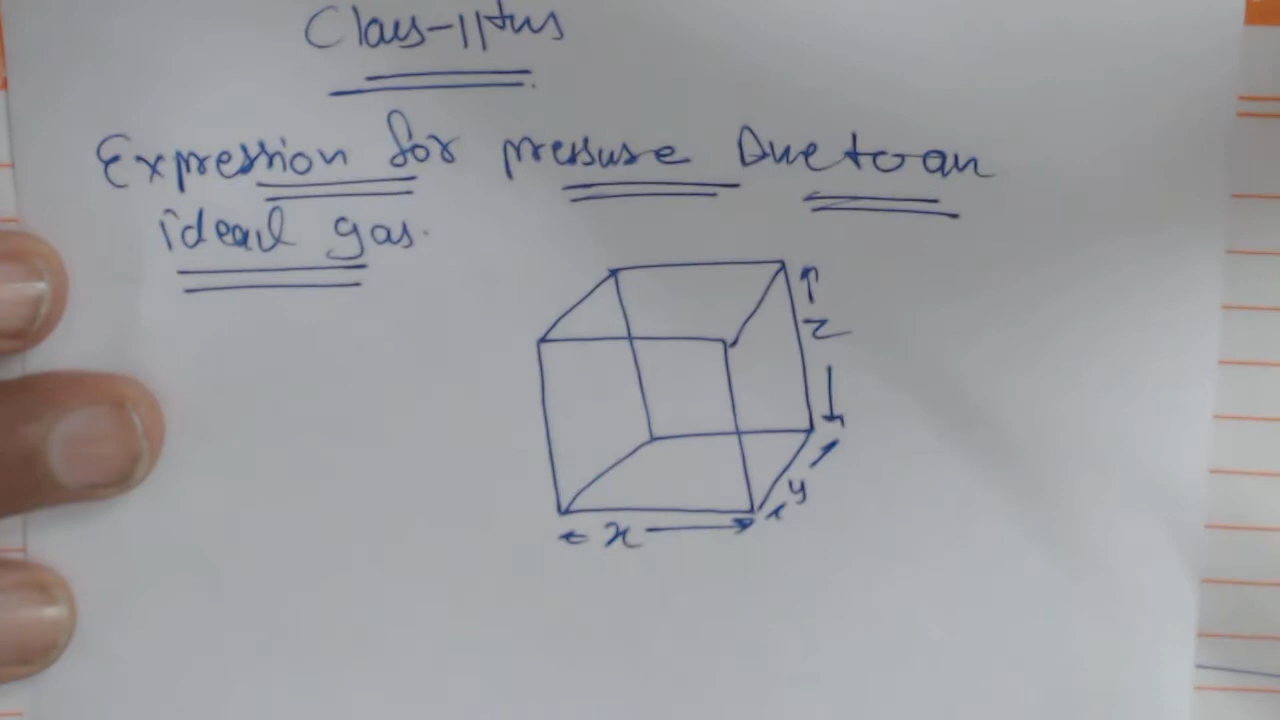 Class-11ths
Expression for pressure Due to an
ideal gas.
z
y
x